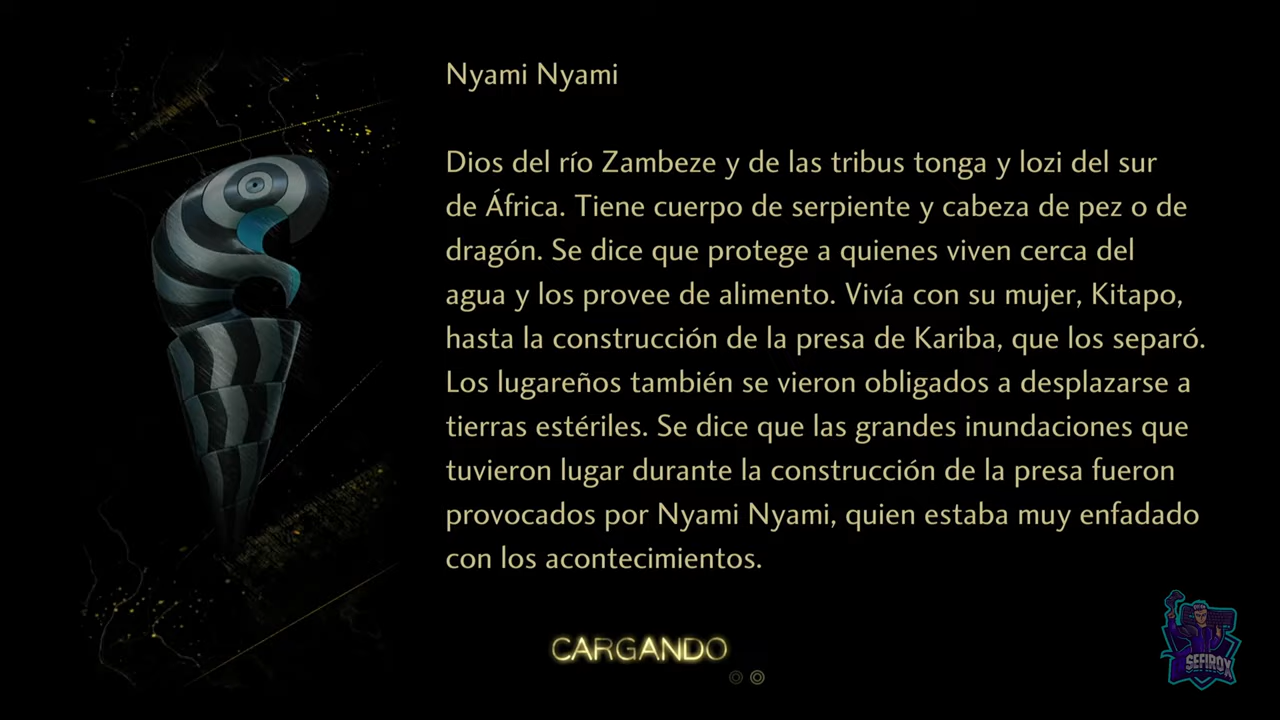 Nyami Nyami
Dios del río Zambeze y de las tribus tonga y lozi del sur
de África. Tiene cuerpo de serpiente y cabeza de pez o de
dragón. Se dice que protege a quienes viven cerca del
agua y los provee de alimento. Vivía con su mujer, Kitapo,
hasta la construcción de la presa de Kariba, que los separó.
Los lugareños también se vieron obligados a desplazarse a
tierras estériles. Se dice que las grandes inundaciones que
tuvieron lugar durante la construcción de la presa fueron
provocados por Nyami Nyami, quien estaba muy enfadado
con los acontecimientos.
CARGANDO
SEFIROX